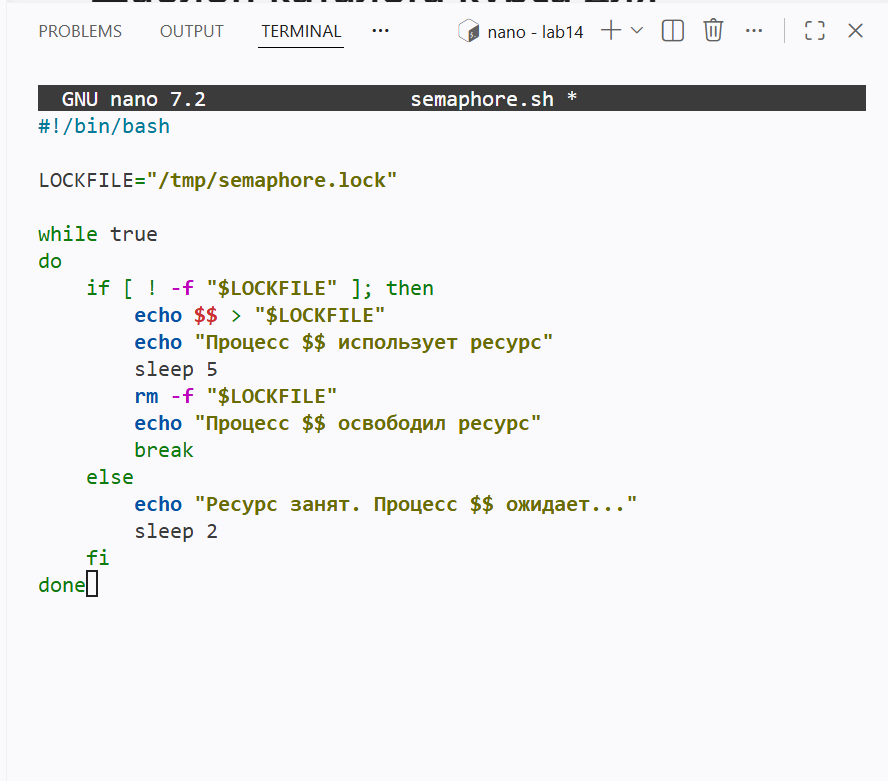 PROBLEMS OUTPUT TERMINAL ... nano - lab14 ...
GNU nano 7.2 semaphore.sh *
#!/bin/bash
LOCKFILE="/tmp/semaphore.lock"
while true
do
if [ ! -f "$LOCKFILE" ]; then
echo $$ > "$LOCKFILE"
echo "Процесс $$ использует ресурс"
sleep 5
rm -f "$LOCKFILE"
echo "Процесс $$ освободил ресурс"
break
else
echo "Ресурс занят. Процесс $$ ожидает..."
sleep 2
fi
done